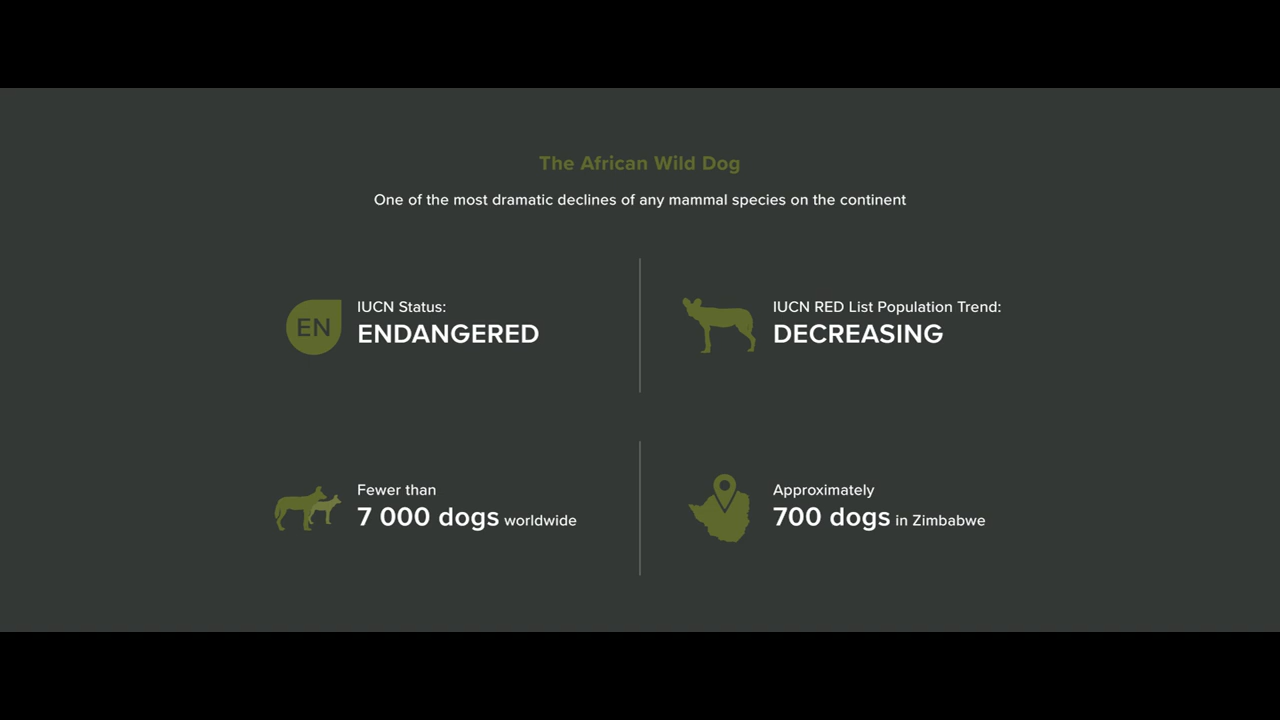 The African Wild Dog
One of the most dramatic declines of any mammal species on the continent
EN
IUCN Status:
ENDANGERED
IUCN RED List Population Trend:
DECREASING
Fewer than
7 000 dogs worldwide
Approximately
700 dogs in Zimbabwe